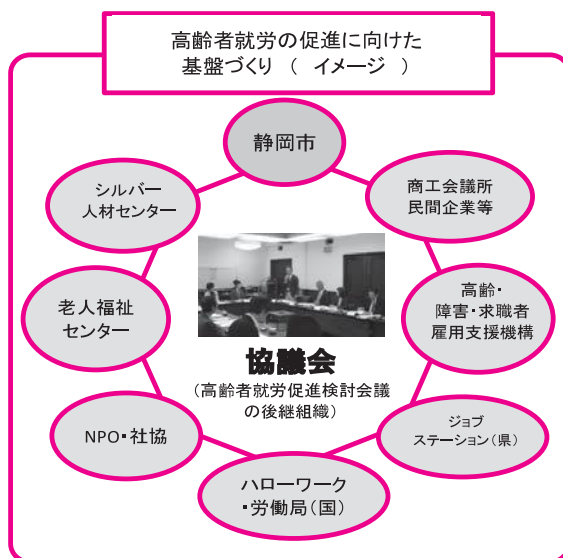 高齢者就労の促進に向けた
基盤づくり （ イメージ ）
静岡市
シルバー
人材センター
商工会議所
民間企業等
老人福祉
センター
高齢・
障害・求職者
雇用支援機構
協議会
（高齢者就労促進検討会議
の後継組織）
NPO・社協
ジョブ
ステーション（県）
ハローワーク
・労働局（国）